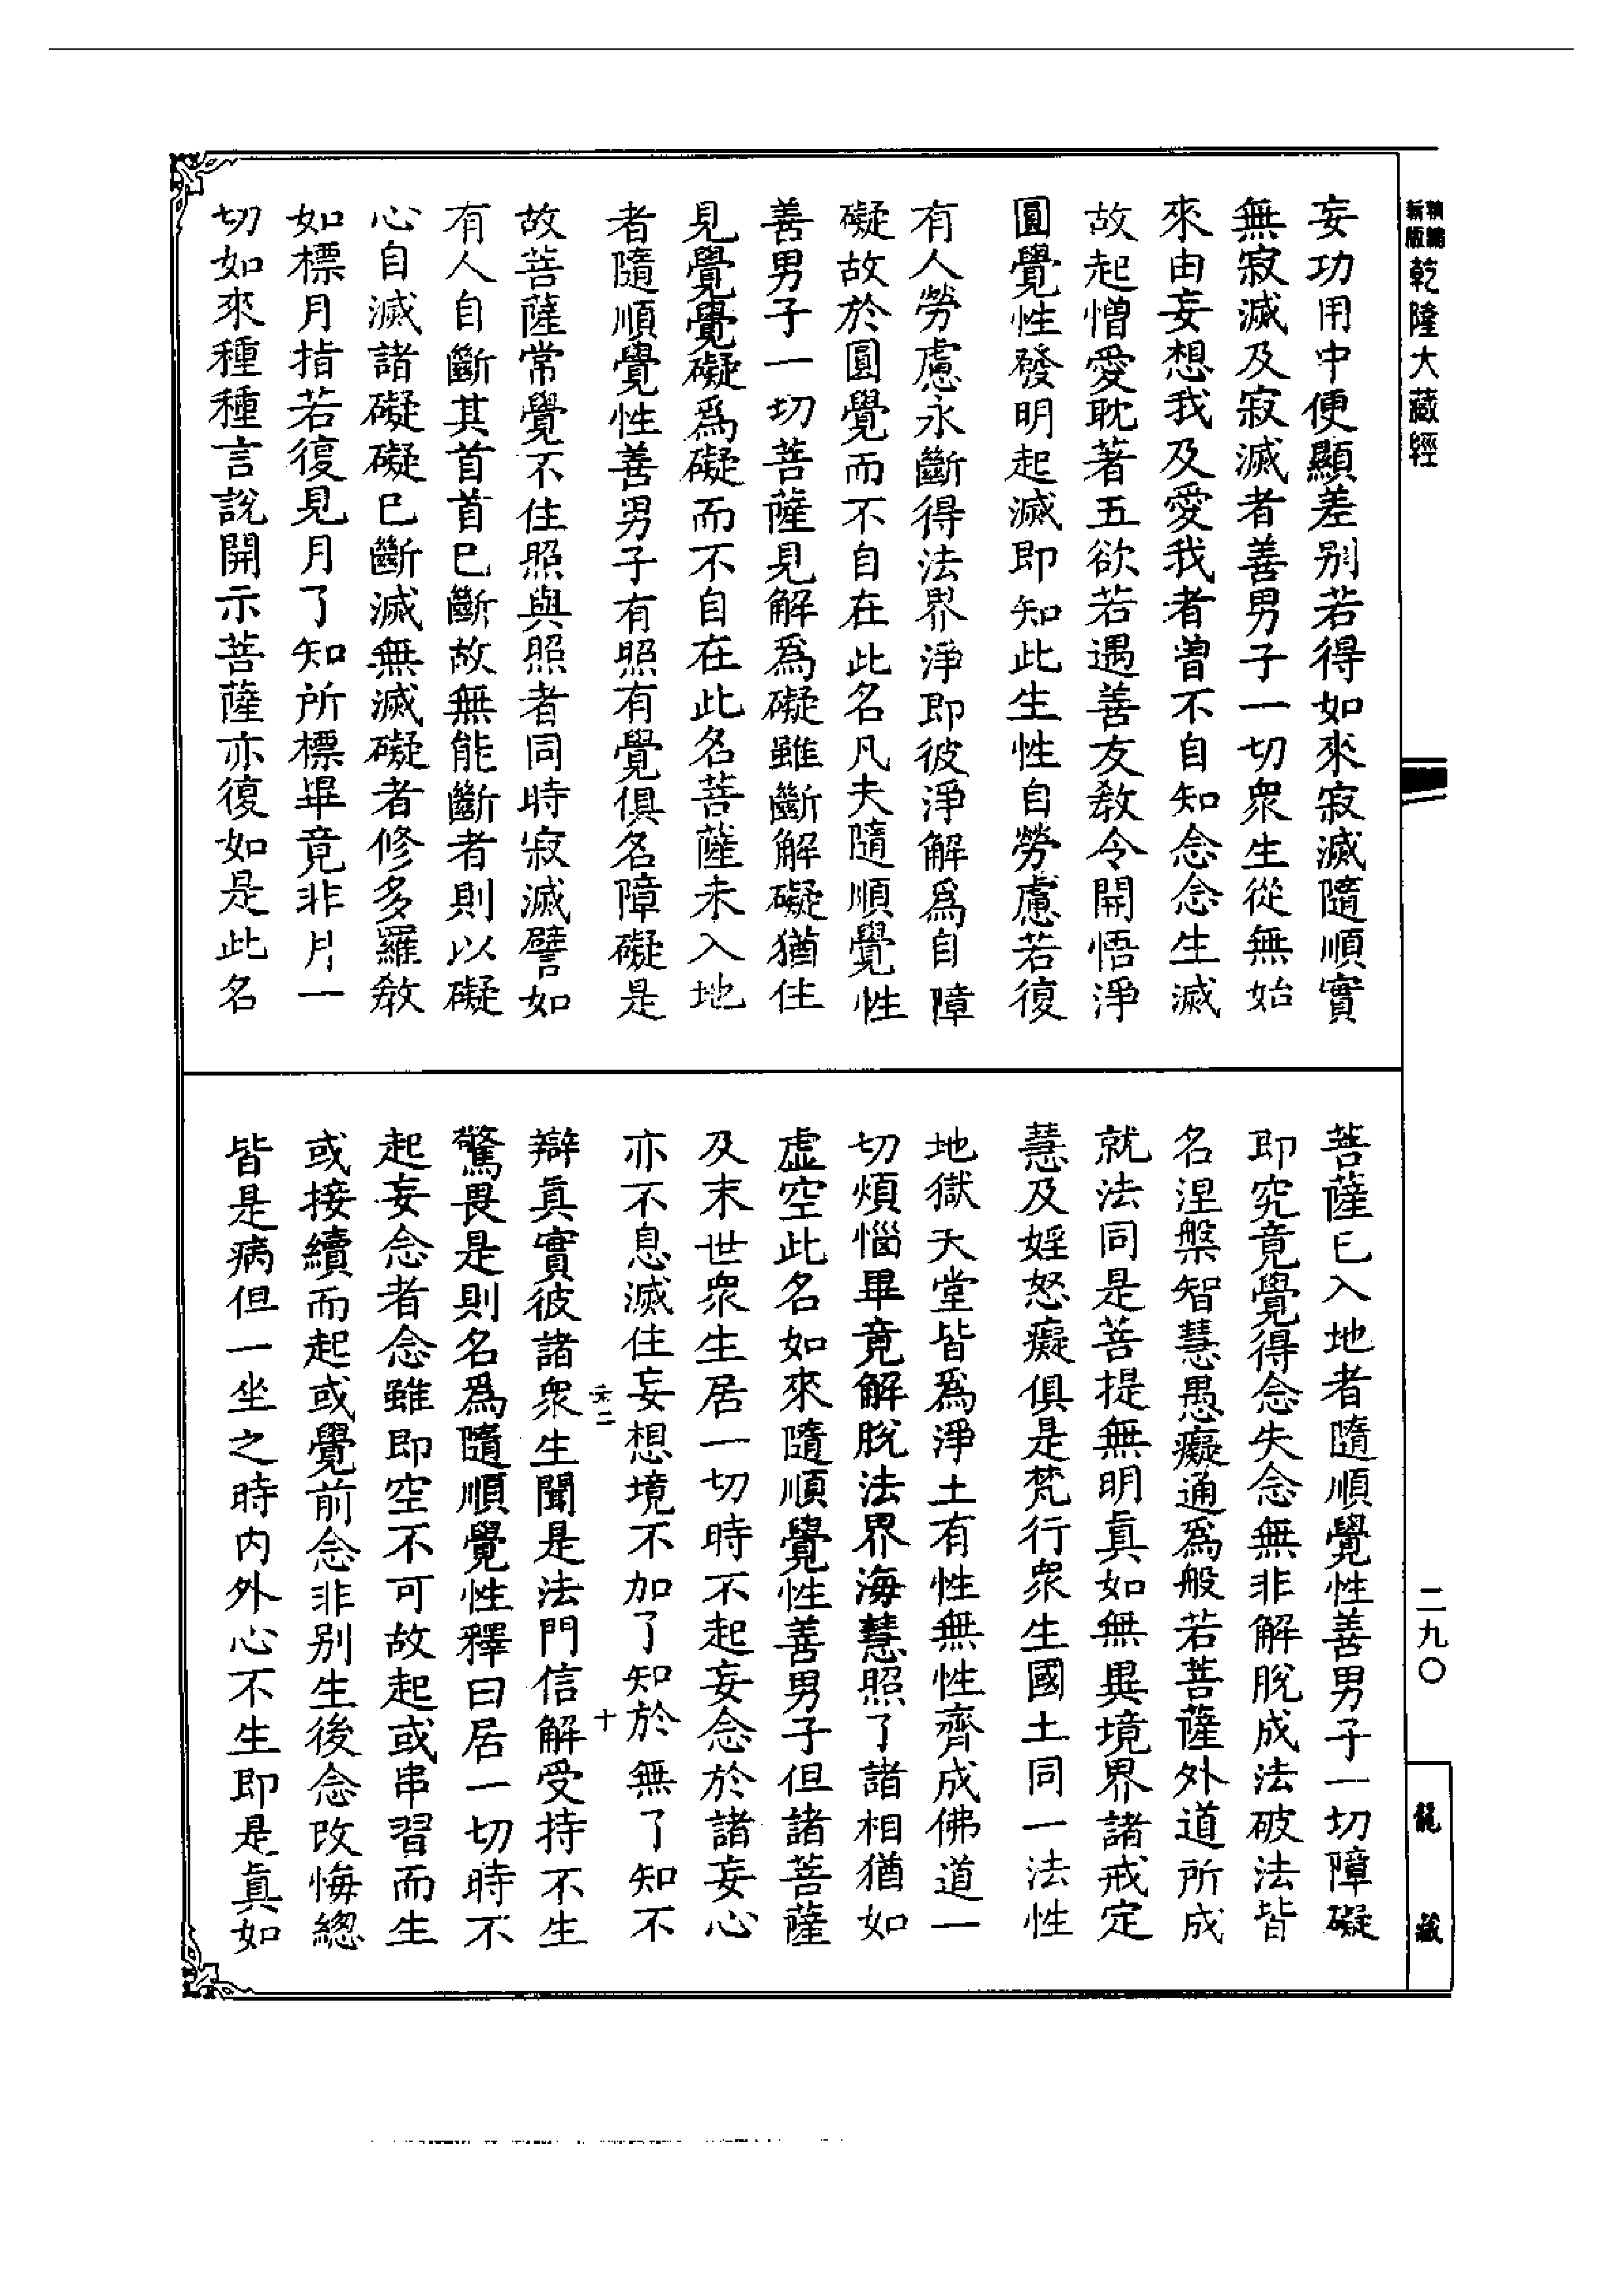 精編
新版
乾隆大藏經
妄功用中便顯差別若得如來寂滅隨順實
無寂滅及寂滅者善男子一切衆生從無始
來由妄想我及愛我者曾不自知念念生滅
故起憎愛耽著五欲若遇善友教令開悟淨
圓覺性發明起滅即知此生性自勞慮若復
有人勞慮永斷得法界淨即彼淨解爲自障
礙故於圓覺而不自在此名凡夫隨順覺性
善男子一切菩薩見解爲礙雖斷解礙猶住
見覺覺礙爲礙而不自在此名菩薩未入地
者隨順覺性善男子有照有覺俱名障礙是
故菩薩常覺不住照與照者同時寂滅譬如
有人自斷其首首已斷故無能斷者則以礙
心自滅諸礙礙已斷滅無滅礙者修多羅教
如標月指若復見月了知所標畢竟非月一
切如來種種言說開示菩薩亦復如是此名
菩薩已入地者隨順覺性善男子一切障礙
即究竟覺得念失念無非解脫成法破法皆
名涅槃智慧愚癡通爲般若菩薩外道所成
就法同是菩提無明眞如無異境界諸戒定
慧及婬怒癡俱是梵行衆生國土同一法性
地獄天堂皆爲淨土有性無性齊成佛道一
切煩惱畢竟解脫法界海慧照了諸相猶如
虛空此名如來隨順覺性善男子但諸菩薩
及末世衆生居一切時不起妄念於諸妄心
亦不息滅住妄想境不加了知於無了知不
辯眞實彼諸衆生聞是法門信解受持不生
驚畏是則名爲隨順覺性釋曰居一切時不
起妄念者念雖即空不可故起或串習而生
或接續而起或覺前念非別生後念改悔總
皆是病但一坐之時内外心不生即是眞如
二九〇
龍藏
十